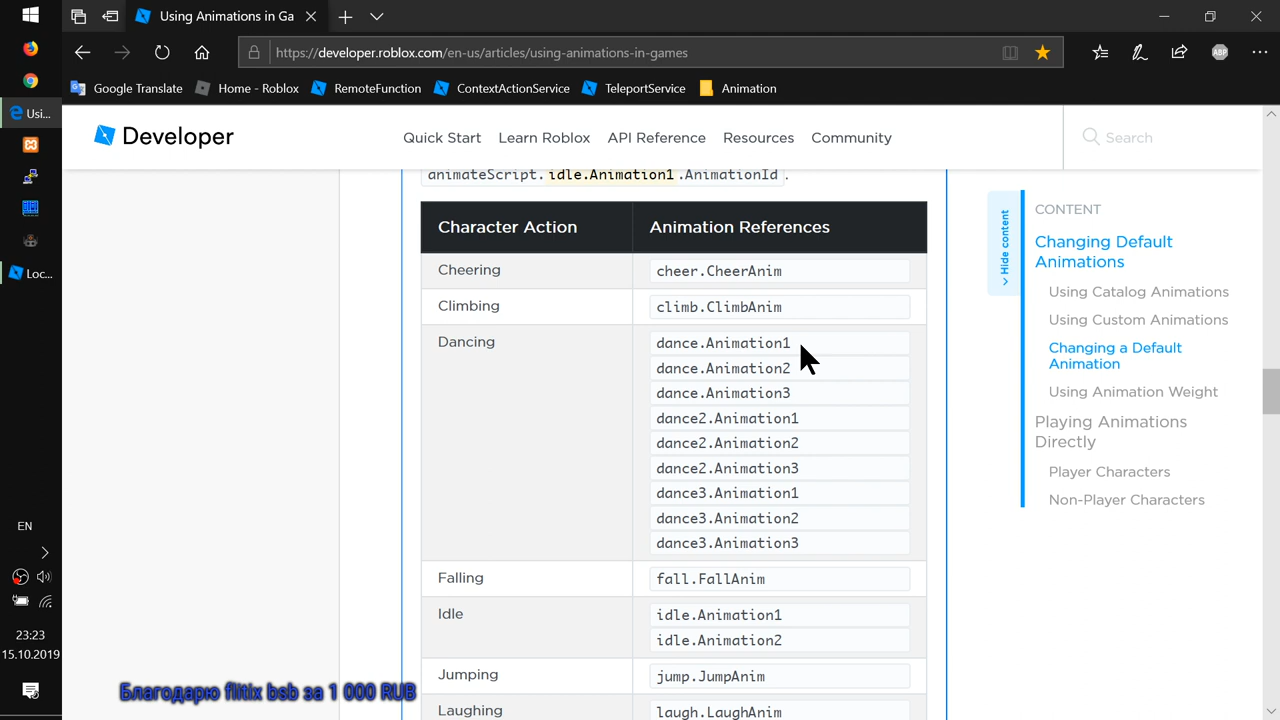 Using Animations in Ga
https://developer.roblox.com/en-us/articles/using-animations-in-games
ABP
Google Translate
Home - Roblox
RemoteFunction
ContextActionService
TeleportService
Animation
Usi...
Loc...
Developer
Quick Start
Learn Roblox
API Reference
Resources
Community
Search
animateScript.idle.Animation1.AnimationId.
Character Action
Animation References
Cheering
cheer.CheerAnim
Climbing
climb.ClimbAnim
Dancing
dance.Animation1
dance.Animation2
dance.Animation3
dance2.Animation1
dance2.Animation2
dance2.Animation3
dance3.Animation1
dance3.Animation2
dance3.Animation3
Falling
fall.FallAnim
Idle
idle.Animation1
idle.Animation2
Jumping
jump.JumpAnim
Laughing
laugh.LaughAnim
Hide content
CONTENT
Changing Default
Animations
Using Catalog Animations
Using Custom Animations
Changing a Default
Animation
Using Animation Weight
Playing Animations
Directly
Player Characters
Non-Player Characters
EN
23:23
15.10.2019
Благодарю flitix bsb за 1 000 RUB